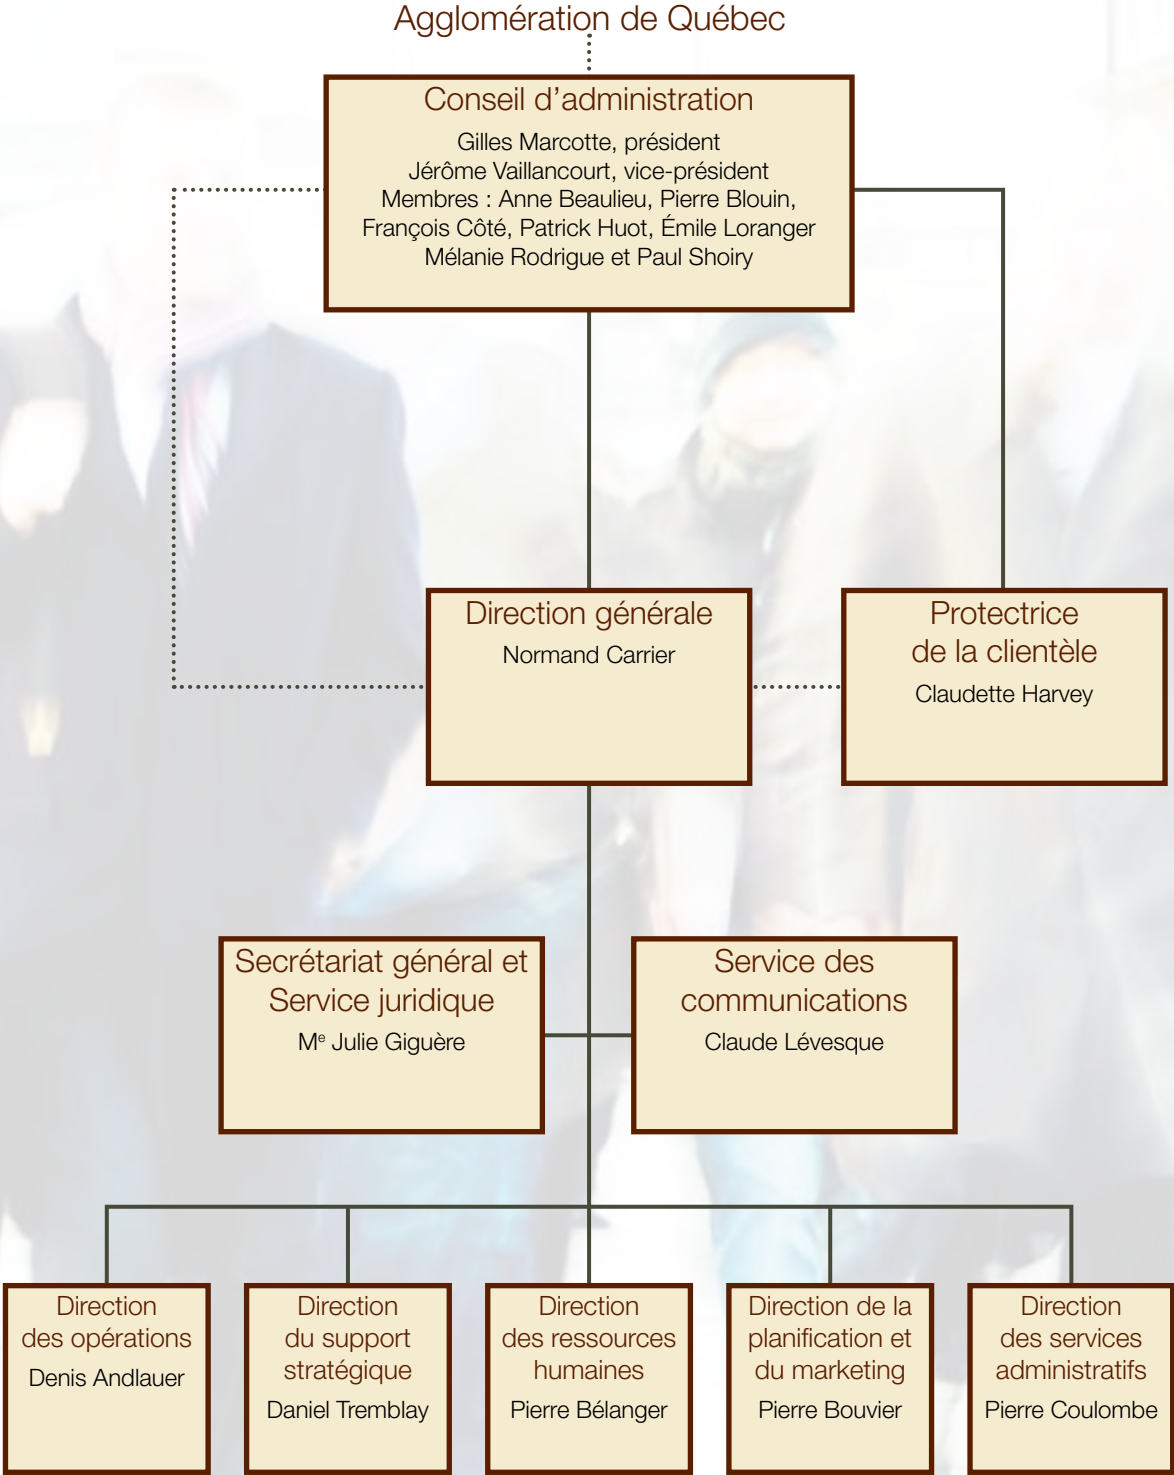 Agglomération de Québec
Conseil d’administration
Gilles Marcotte, président
Jérôme Vaillancourt, vice-président
Membres : Anne Beaulieu, Pierre Blouin,
François Côté, Patrick Huot, Émile Loranger
Mélanie Rodrigue et Paul Shoiry
Direction générale
Normand Carrier
Protectrice
de la clientèle
Claudette Harvey
Secrétariat général et
Service juridique
Mᵉ Julie Giguère
Service des
communications
Claude Lévesque
Direction
des opérations
Denis Andlauer
Direction
du support
stratégique
Daniel Tremblay
Direction
des ressources
humaines
Pierre Bélanger
Direction de la
planification et
du marketing
Pierre Bouvier
Direction
des services
administratifs
Pierre Coulombe